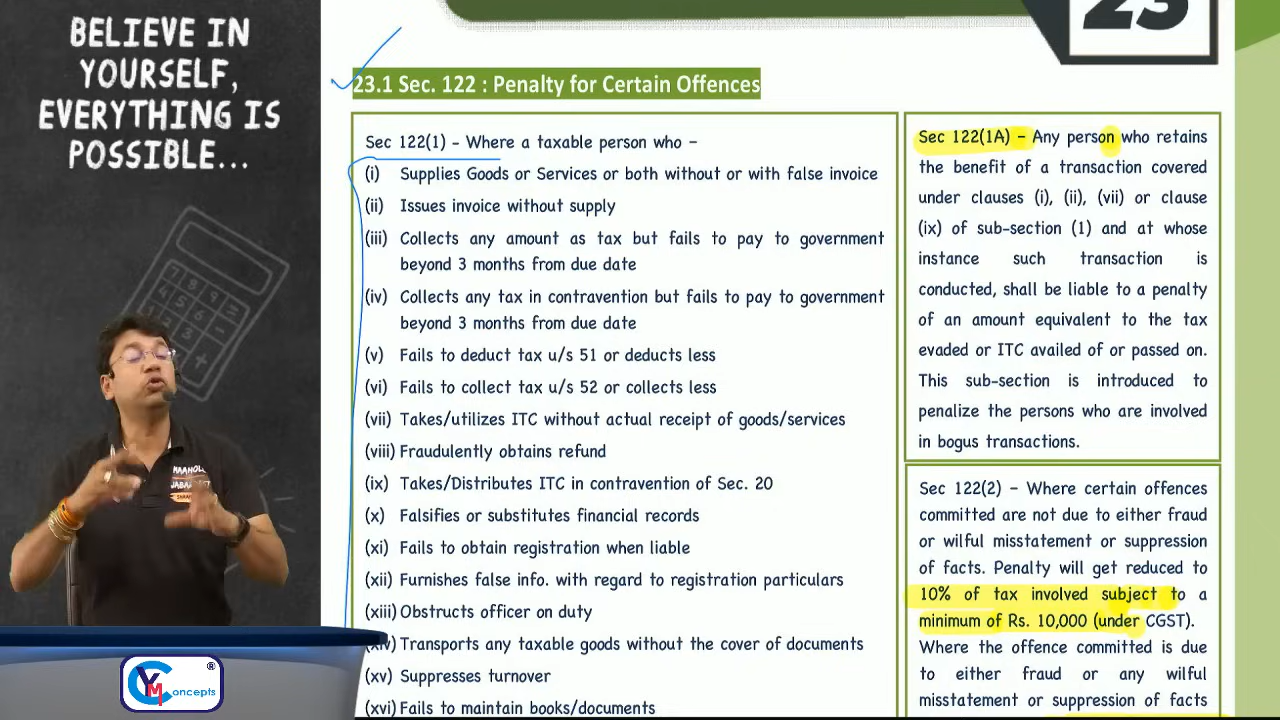 BELIEVE IN
YOURSELF,
EVERYTHING IS
POSSIBLE...
23
23.1 Sec. 122 : Penalty for Certain Offences
Sec 122(1) – Where a taxable person who –
(i) Supplies Goods or Services or both without or with false invoice
(ii) Issues invoice without supply
(iii) Collects any amount as tax but fails to pay to government
beyond 3 months from due date
(iv) Collects any tax in contravention but fails to pay to government
beyond 3 months from due date
(v) Fails to deduct tax u/s 51 or deducts less
(vi) Fails to collect tax u/s 52 or collects less
(vii) Takes/utilizes ITC without actual receipt of goods/services
(viii) Fraudulently obtains refund
(ix) Takes/Distributes ITC in contravention of Sec. 20
(x) Falsifies or substitutes financial records
(xi) Fails to obtain registration when liable
(xii) Furnishes false info. with regard to registration particulars
(xiii) Obstructs officer on duty
(xiv) Transports any taxable goods without the cover of documents
(xv) Suppresses turnover
(xvi) Fails to maintain books/documents
Sec 122(1A) – Any person who retains
the benefit of a transaction covered
under clauses (i), (ii), (vii) or clause
(ix) of sub-section (1) and at whose
instance such transaction is
conducted, shall be liable to a penalty
of an amount equivalent to the tax
evaded or ITC availed of or passed on.
This sub-section is introduced to
penalize the persons who are involved
in bogus transactions.
Sec 122(2) – Where certain offences
committed are not due to either fraud
or wilful misstatement or suppression
of facts. Penalty will get reduced to
10% of tax involved subject to a
minimum of Rs. 10,000 (under CGST).
Where the offence committed is due
to either fraud or any wilful
misstatement or suppression of facts
MAAHOL
YM Concepts ®